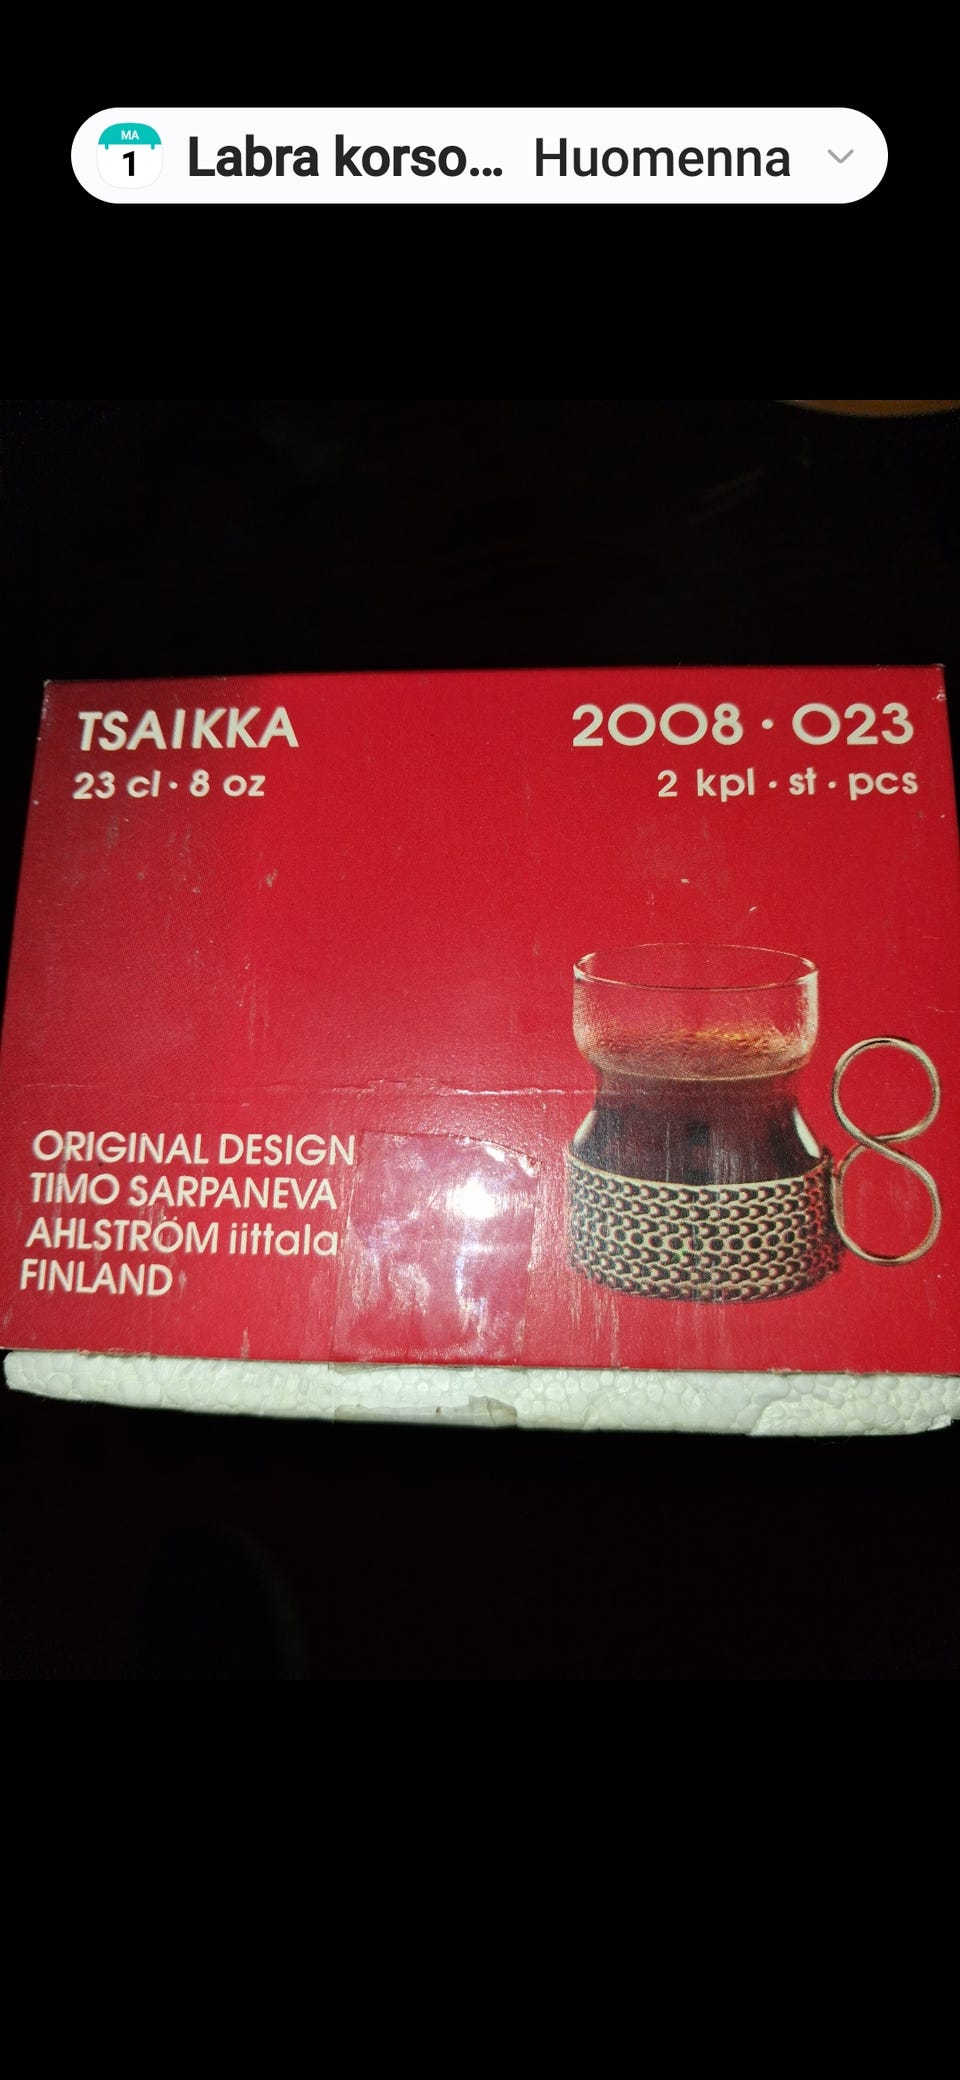 MA
1
Labra korso... Huomenna
TSAIKKA
23 cl · 8 oz
2008 · 023
2 kpl · st · pcs
ORIGINAL DESIGN
TIMO SARPANEVA
AHLSTRÖM iittala
FINLAND